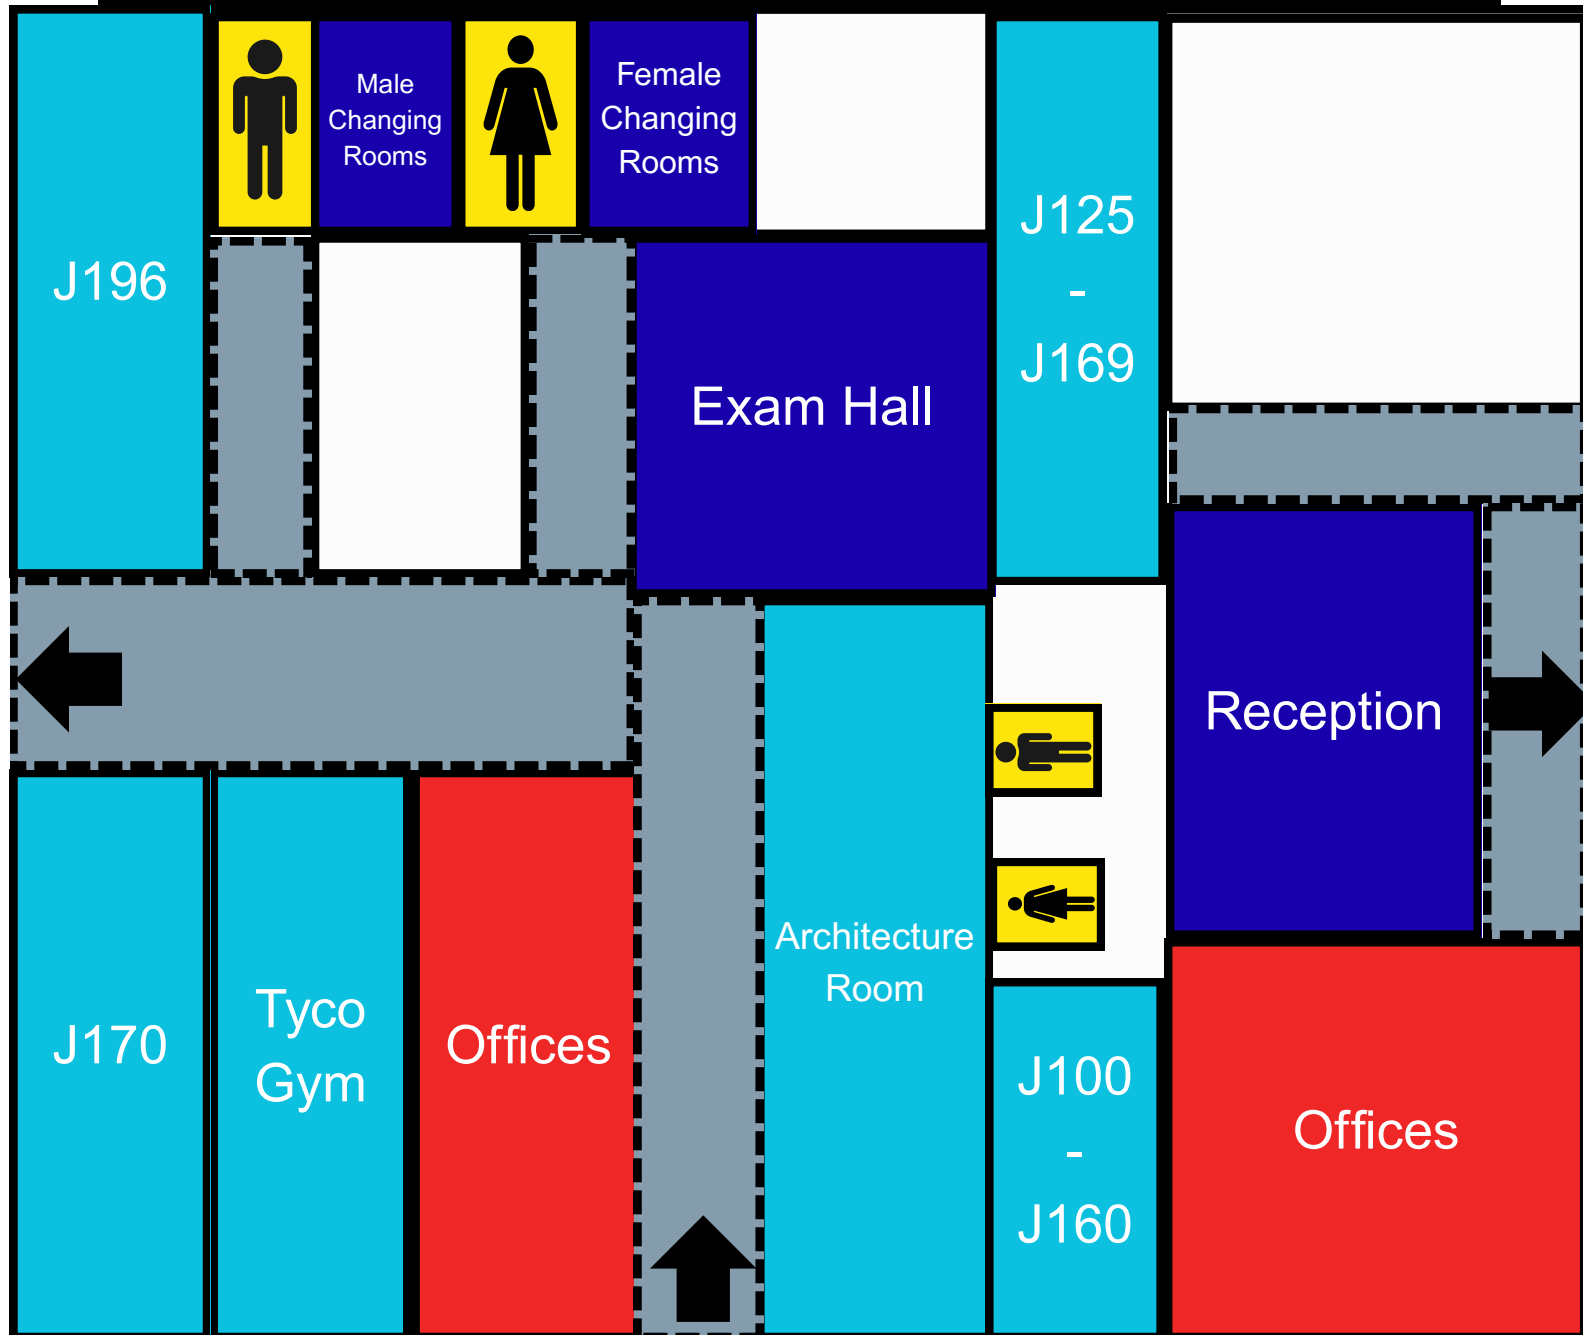 Male
Changing
Rooms
Female
Changing
Rooms
J196
J125
-
J169
Exam Hall
Reception
Architecture
Room
J170
Tyco
Gym
Offices
J100
-
J160
Offices